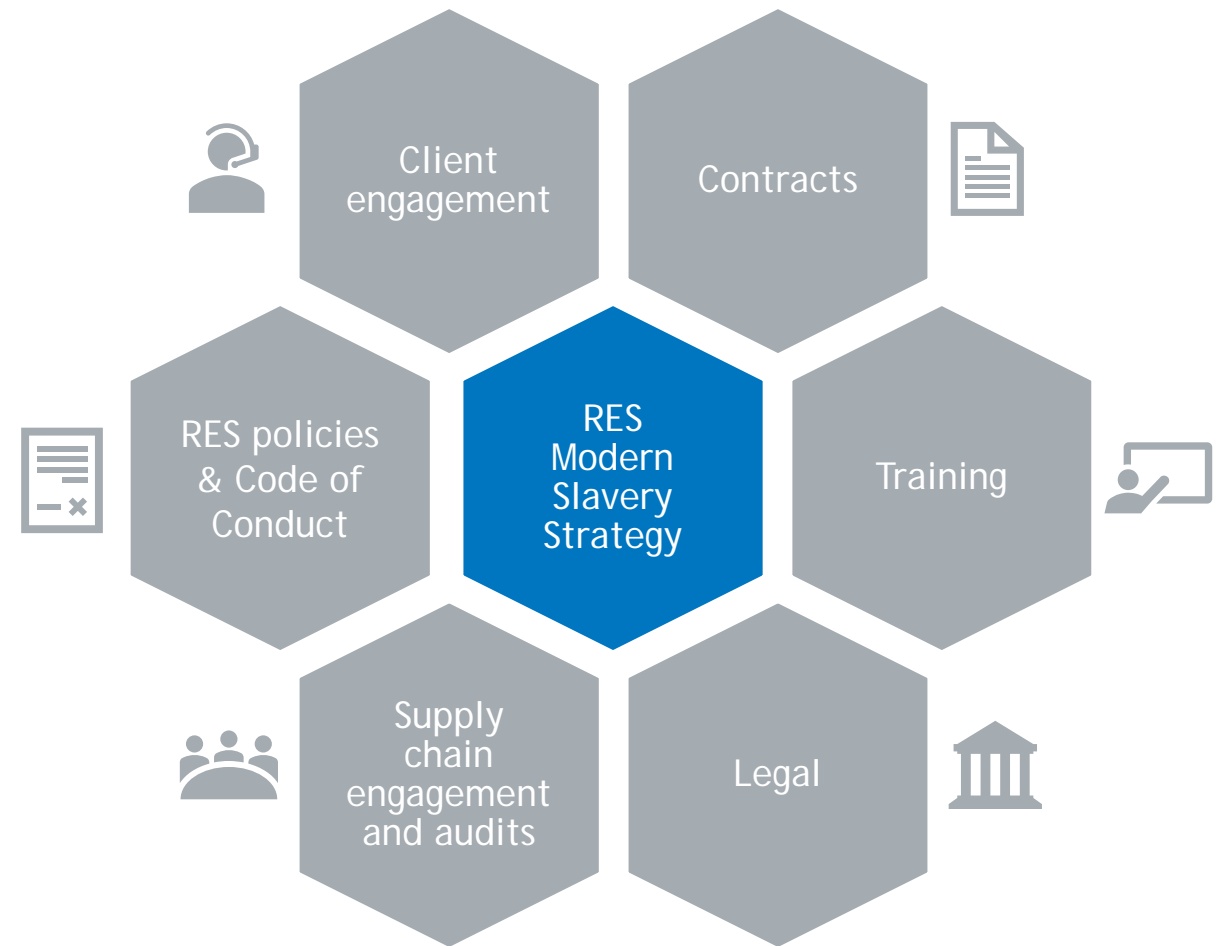 Client
engagement
Contracts
RES policies
& Code of
Conduct
RES
Modern
Slavery
Strategy
Training
Supply
chain
engagement
and audits
Legal